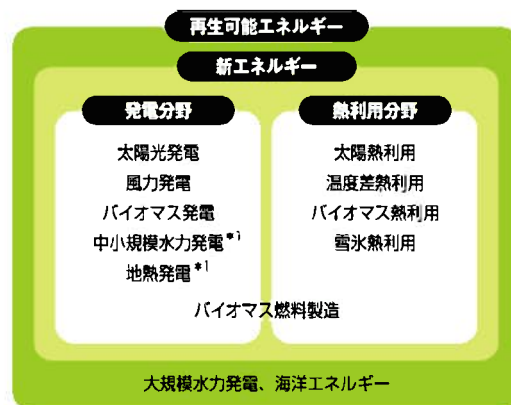 再生可能エネルギー
新エネルギー
発電分野
太陽光発電
風力発電
バイオマス発電
中小規模水力発電*1
地熱発電*1
熱利用分野
太陽熱利用
温度差熱利用
バイオマス熱利用
雪氷熱利用
バイオマス燃料製造
大規模水力発電、海洋エネルギー